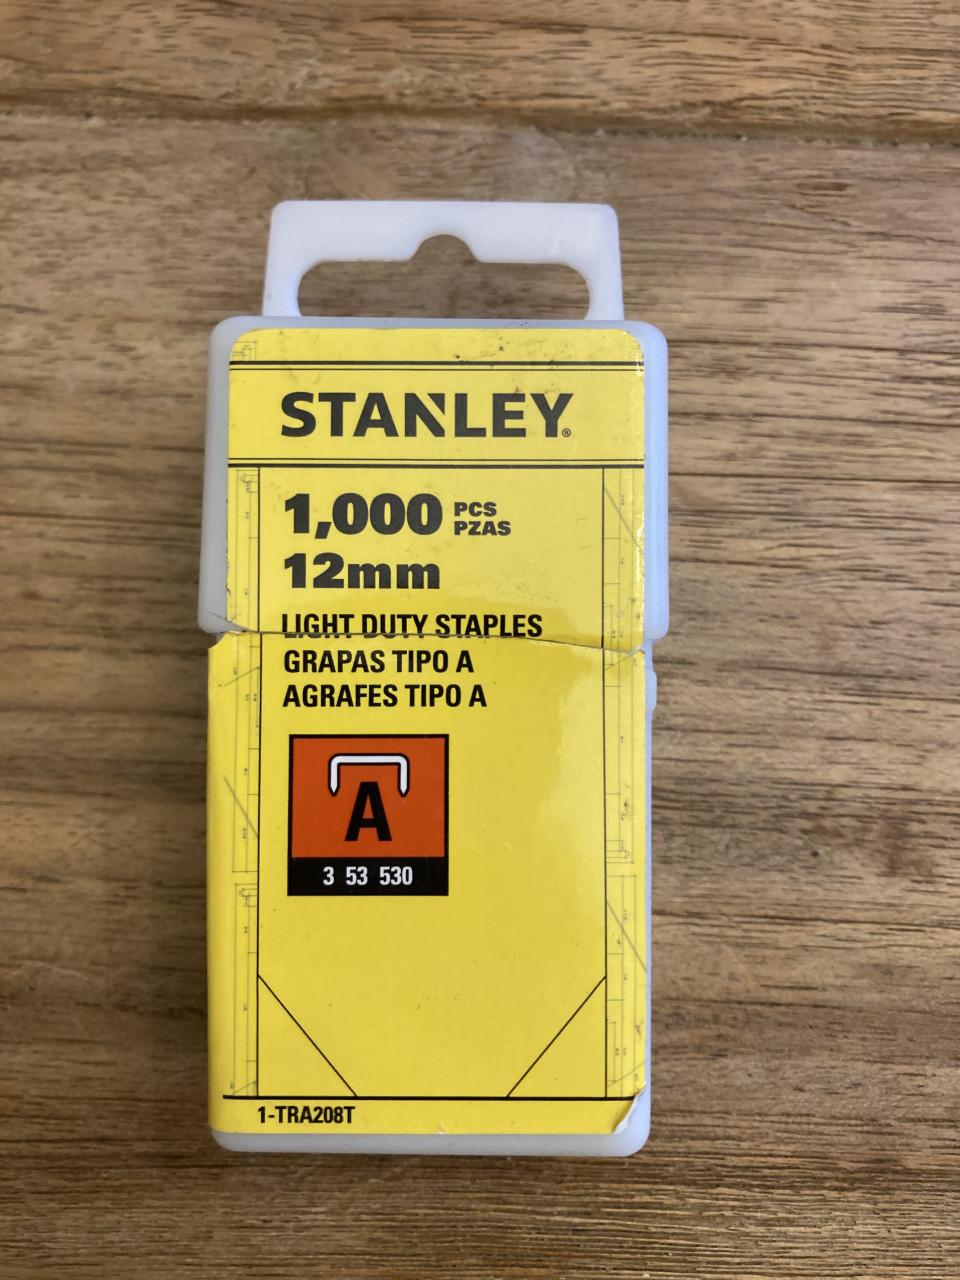 STANLEY®
1,000 PCS
PZAS
12mm
LIGHT DUTY STAPLES
GRAPAS TIPO A
AGRAFES TIPO A
A
3 53 530
1-TRA208T